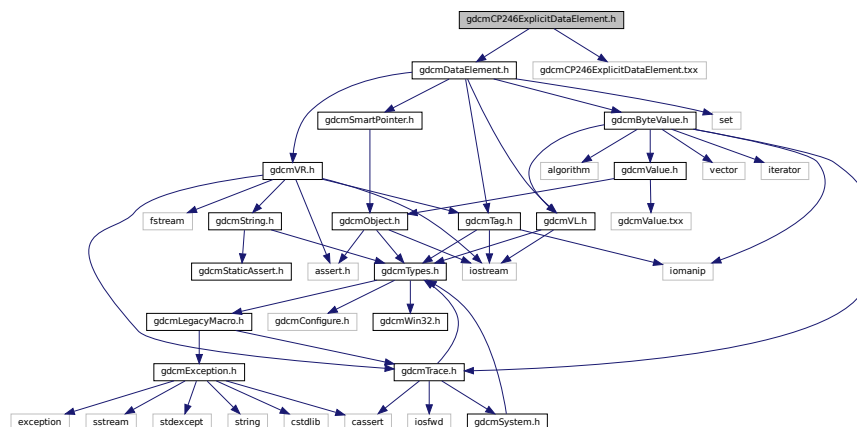 gdcmCP246ExplicitDataElement.h
gdcmDataElement.h
gdcmCP246ExplicitDataElement.txx
gdcmSmartPointer.h
gdcmByteValue.h
set
gdcmVR.h
algorithm
gdcmValue.h
vector
iterator
fstream
gdcmString.h
gdcmObject.h
gdcmTag.h
gdcmVL.h
gdcmValue.txx
gdcmStaticAssert.h
assert.h
gdcmTypes.h
iostream
iomanip
gdcmLegacyMacro.h
gdcmConfigure.h
gdcmWin32.h
gdcmException.h
gdcmTrace.h
exception
sstream
stdexcept
string
cstdlib
cassert
iosfwd
gdcmSystem.h